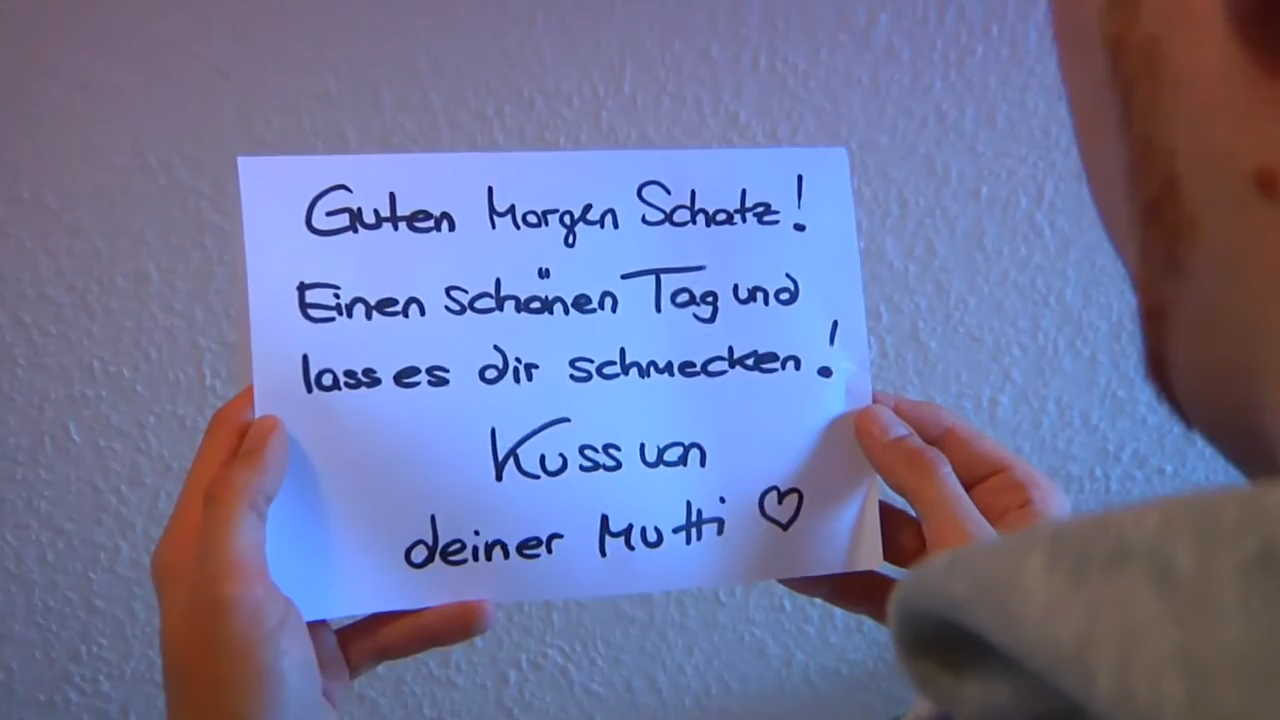 Guten Morgen Schatz!
Einen schönen Tag und
lass es dir schmecken!
Kuss von
deiner Mutti ♡